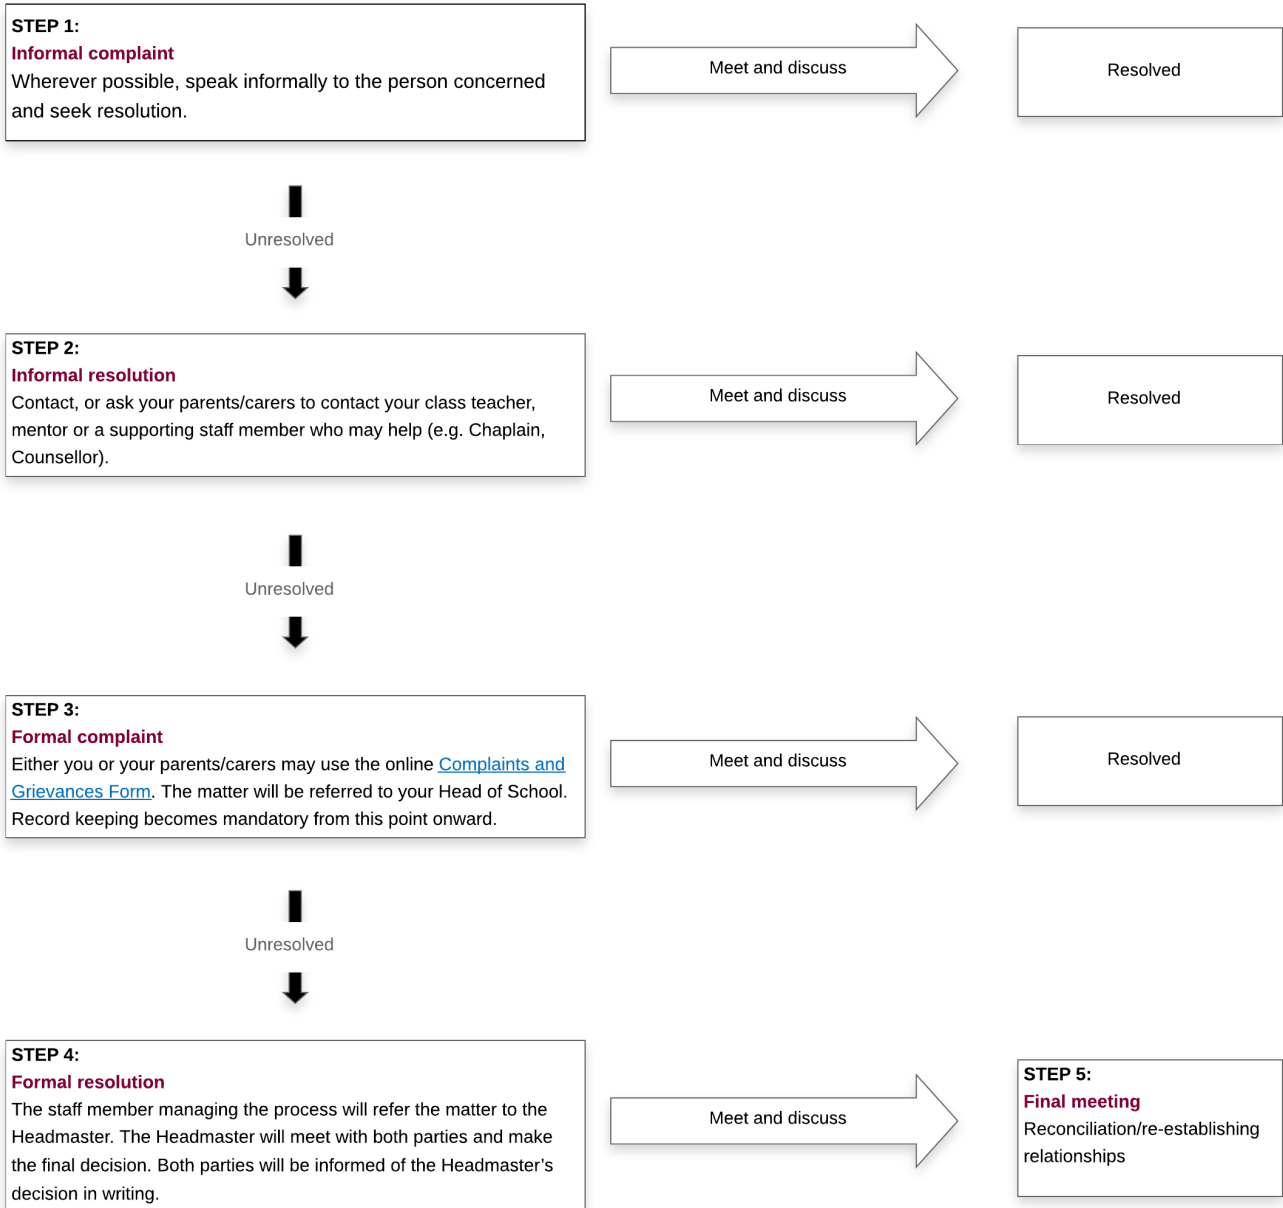 STEP 1:
Informal complaint
Wherever possible, speak informally to the person concerned
and seek resolution.
Meet and discuss
Resolved
Unresolved
STEP 2:
Informal resolution
Contact, or ask your parents/carers to contact your class teacher,
mentor or a supporting staff member who may help (e.g. Chaplain,
Counsellor).
Meet and discuss
Resolved
Unresolved
STEP 3:
Formal complaint
Either you or your parents/carers may use the online Complaints and
Grievances Form. The matter will be referred to your Head of School.
Record keeping becomes mandatory from this point onward.
Meet and discuss
Resolved
Unresolved
STEP 4:
Formal resolution
The staff member managing the process will refer the matter to the
Headmaster. The Headmaster will meet with both parties and make
the final decision. Both parties will be informed of the Headmaster’s
decision in writing.
Meet and discuss
STEP 5:
Final meeting
Reconciliation/re-establishing
relationships